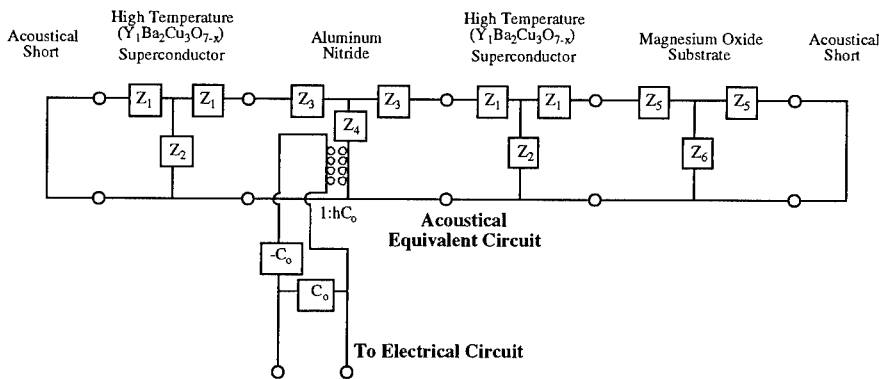 High Temperature
(Y₁Ba₂Cu₃O₇₋ₓ)
Superconductor
High Temperature
(Y₁Ba₂Cu₃O₇₋ₓ)
Superconductor
Acoustical
Short
Aluminum
Nitride
Magnesium Oxide
Substrate
Acoustical
Short
Z₁ Z₁ Z₃ Z₃ Z₁ Z₁ Z₅ Z₅
Z₄
Z₂ Z₂ Z₆
1:hCₒ
Acoustical
Equivalent Circuit
-Cₒ
Cₒ
To Electrical Circuit